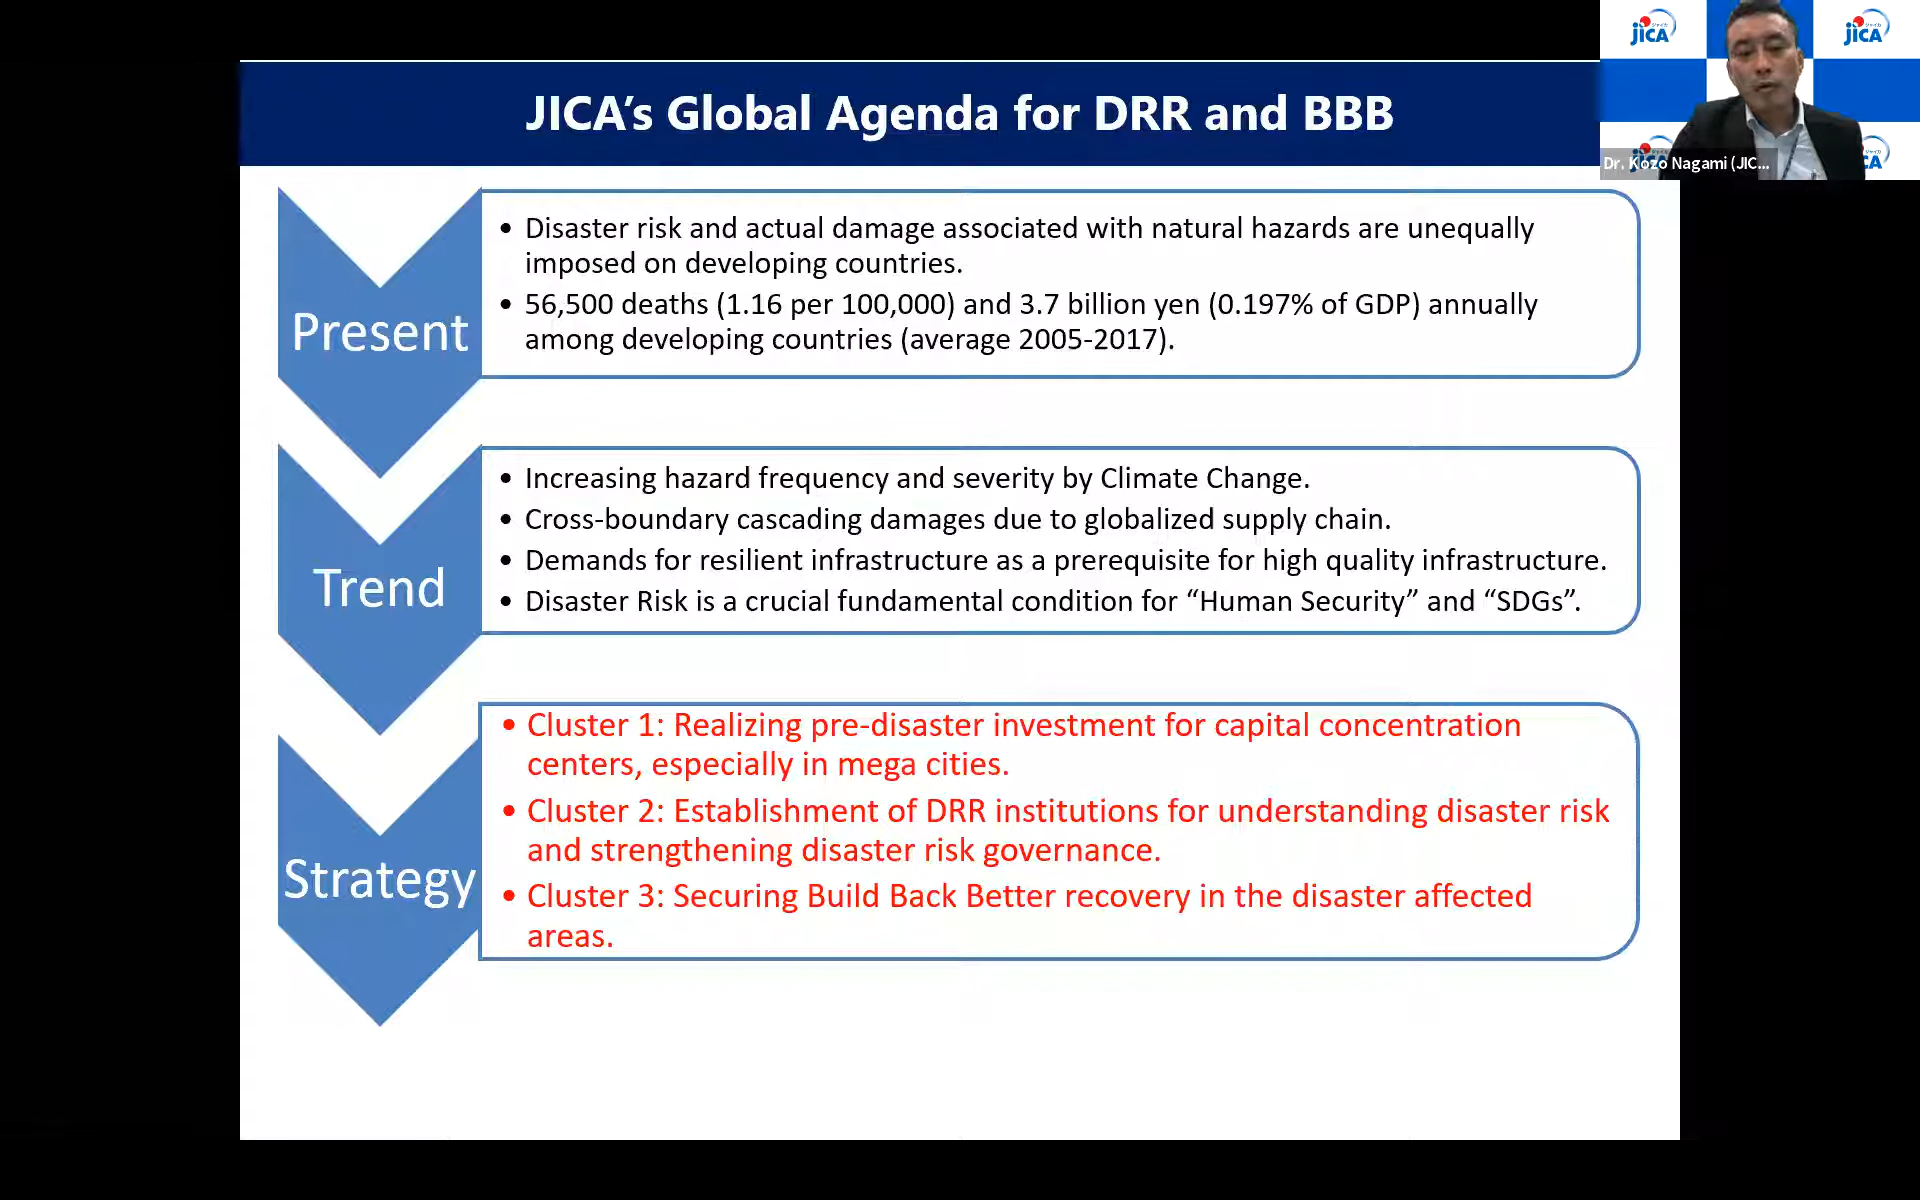 JICA's Global Agenda for DRR and BBB
JICA
JICA
Dr. Kozo Nagami (JIC...
Present
• Disaster risk and actual damage associated with natural hazards are unequally
imposed on developing countries.
• 56,500 deaths (1.16 per 100,000) and 3.7 billion yen (0.197% of GDP) annually
among developing countries (average 2005-2017).
Trend
• Increasing hazard frequency and severity by Climate Change.
• Cross-boundary cascading damages due to globalized supply chain.
• Demands for resilient infrastructure as a prerequisite for high quality infrastructure.
• Disaster Risk is a crucial fundamental condition for “Human Security” and “SDGs”.
Strategy
• Cluster 1: Realizing pre-disaster investment for capital concentration
centers, especially in mega cities.
• Cluster 2: Establishment of DRR institutions for understanding disaster risk
and strengthening disaster risk governance.
• Cluster 3: Securing Build Back Better recovery in the disaster affected
areas.